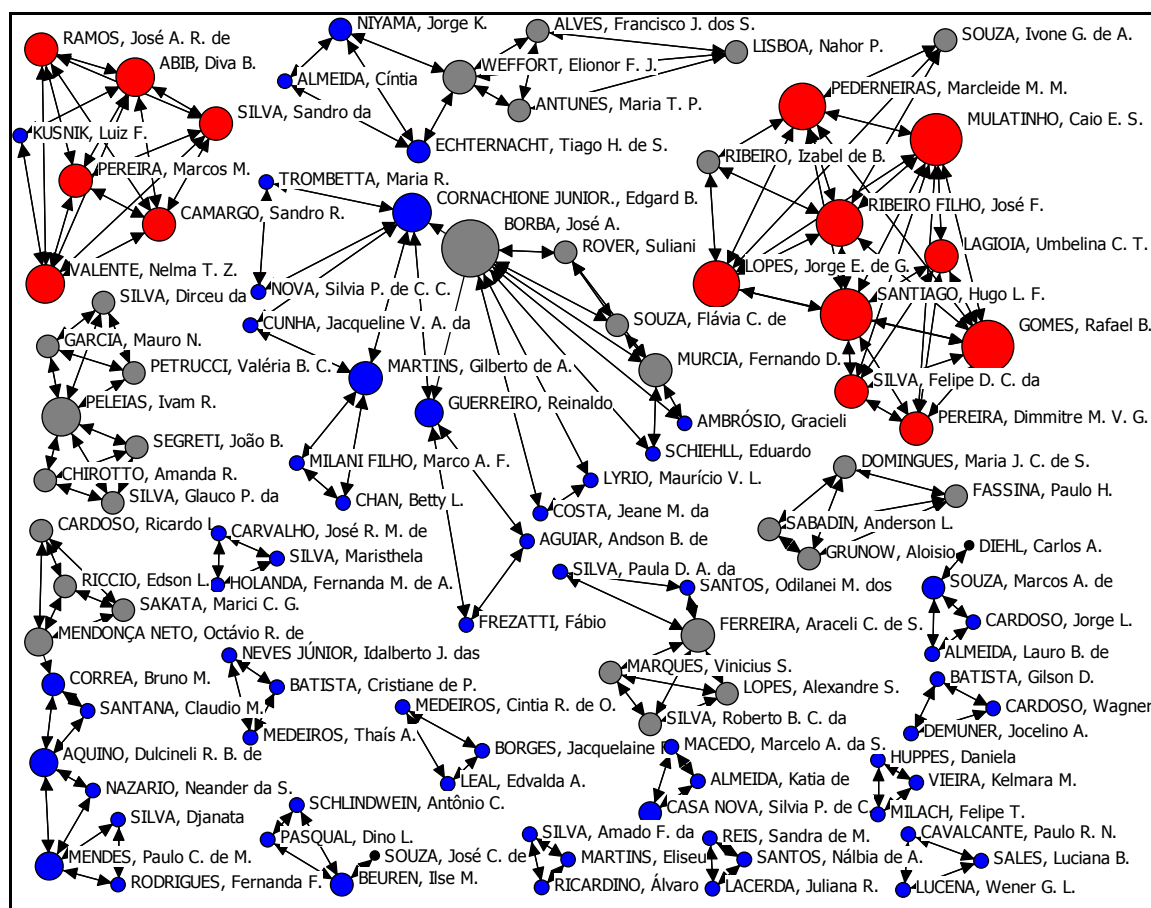 RAMOS, José A. R. de
ABIB, Diva B.
SILVA, Sandro da
KUSNIK, Luiz F.
PEREIRA, Marcos M.
CAMARGO, Sandro R.
VALENTE, Nelma T. Z.
NIYAMA, Jorge K.
ALVES, Francisco J. dos S.
LISBOA, Nahor P.
WEFFORT, Elionor F. J.
ALMEIDA, Cíntia
ANTUNES, Maria T. P.
ECHTERNACHT, Tiago H. de S.
SOUZA, Ivone G. de A.
PEDERNEIRAS, Marcleide M. M.
MULATINHO, Caio E. S.
RIBEIRO, Izabel de B.
RIBEIRO FILHO, José F.
LAGIOIA, Umbelina C. T.
LOPES, Jorge E. de G.
SANTIAGO, Hugo L. F.
GOMES, Rafael B.
SILVA, Felipe D. C. da
PEREIRA, Dimmitre M. V. G.
TROMBETTA, Maria R.
CORNACHIONE JUNIOR., Edgard B.
BORBA, José A.
ROVER, Suliani
NOVA, Silvia P. de C. C.
CUNHA, Jacqueline V. A. da
SOUZA, Flávia C. de
MURCIA, Fernando D.
MARTINS, Gilberto de A.
GUERREIRO, Reinaldo
AMBRÓSIO, Gracieli
SCHIEHLL, Eduardo
MILANI FILHO, Marco A. F.
LYRIO, Maurício V. L.
CHAN, Betty L.
COSTA, Jeane M. da
AGUIAR, Andson B. de
FREZATTI, Fábio
SILVA, Dirceu da
GARCIA, Mauro N.
PETRUCCI, Valéria B. C.
PELEIAS, Ivam R.
SEGRETI, João B.
CHIROTTO, Amanda R.
SILVA, Glauco P. da
DOMINGUES, Maria J. C. de S.
FASSINA, Paulo H.
SABADIN, Anderson L.
GRUNOW, Aloisio
CARDOSO, Ricardo L.
RICCIO, Edson L.
SAKATA, Marici C. G.
MENDONÇA NETO, Octávio R. de
CORREA, Bruno M.
SANTANA, Claudio M.
AQUINO, Dulcineli R. B. de
NAZARIO, Neander da S.
SILVA, Djanata
MENDES, Paulo C. de M.
RODRIGUES, Fernanda F.
CARVALHO, José R. M. de
SILVA, Maristhela
HOLANDA, Fernanda M. de A.
NEVES JÚNIOR, Idalberto J. das
BATISTA, Cristiane de P.
MEDEIROS, Thaís A.
SILVA, Paula D. A. da
SANTOS, Odilanei M. dos
FERREIRA, Araceli C. de S.
MARQUES, Vinicius S.
LOPES, Alexandre S.
SILVA, Roberto B. C. da
DIEHL, Carlos A.
SOUZA, Marcos A. de
CARDOSO, Jorge L.
ALMEIDA, Lauro B. de
BATISTA, Gilson D.
CARDOSO, Wagner
DEMUNER, Jocelino A.
MEDEIROS, Cintia R. de O.
BORGES, Jacquelaine
LEAL, Edvalda A.
MACEDO, Marcelo A. da S.
ALMEIDA, Katia de
CASA NOVA, Silvia P. de C.
HUPPES, Daniela
VIEIRA, Kelmara M.
MILACH, Felipe T.
SCHLINDWEIN, Antônio C.
PASQUAL, Dino L.
SOUZA, José C. de
BEUREN, Ilse M.
SILVA, Amado F. da
MARTINS, Eliseu
RICARDINO, Álvaro
REIS, Sandra de M.
SANTOS, Nálbia de A.
LACERDA, Juliana R.
CAVALCANTE, Paulo R. N.
SALES, Luciana B.
LUCENA, Wener G. L.